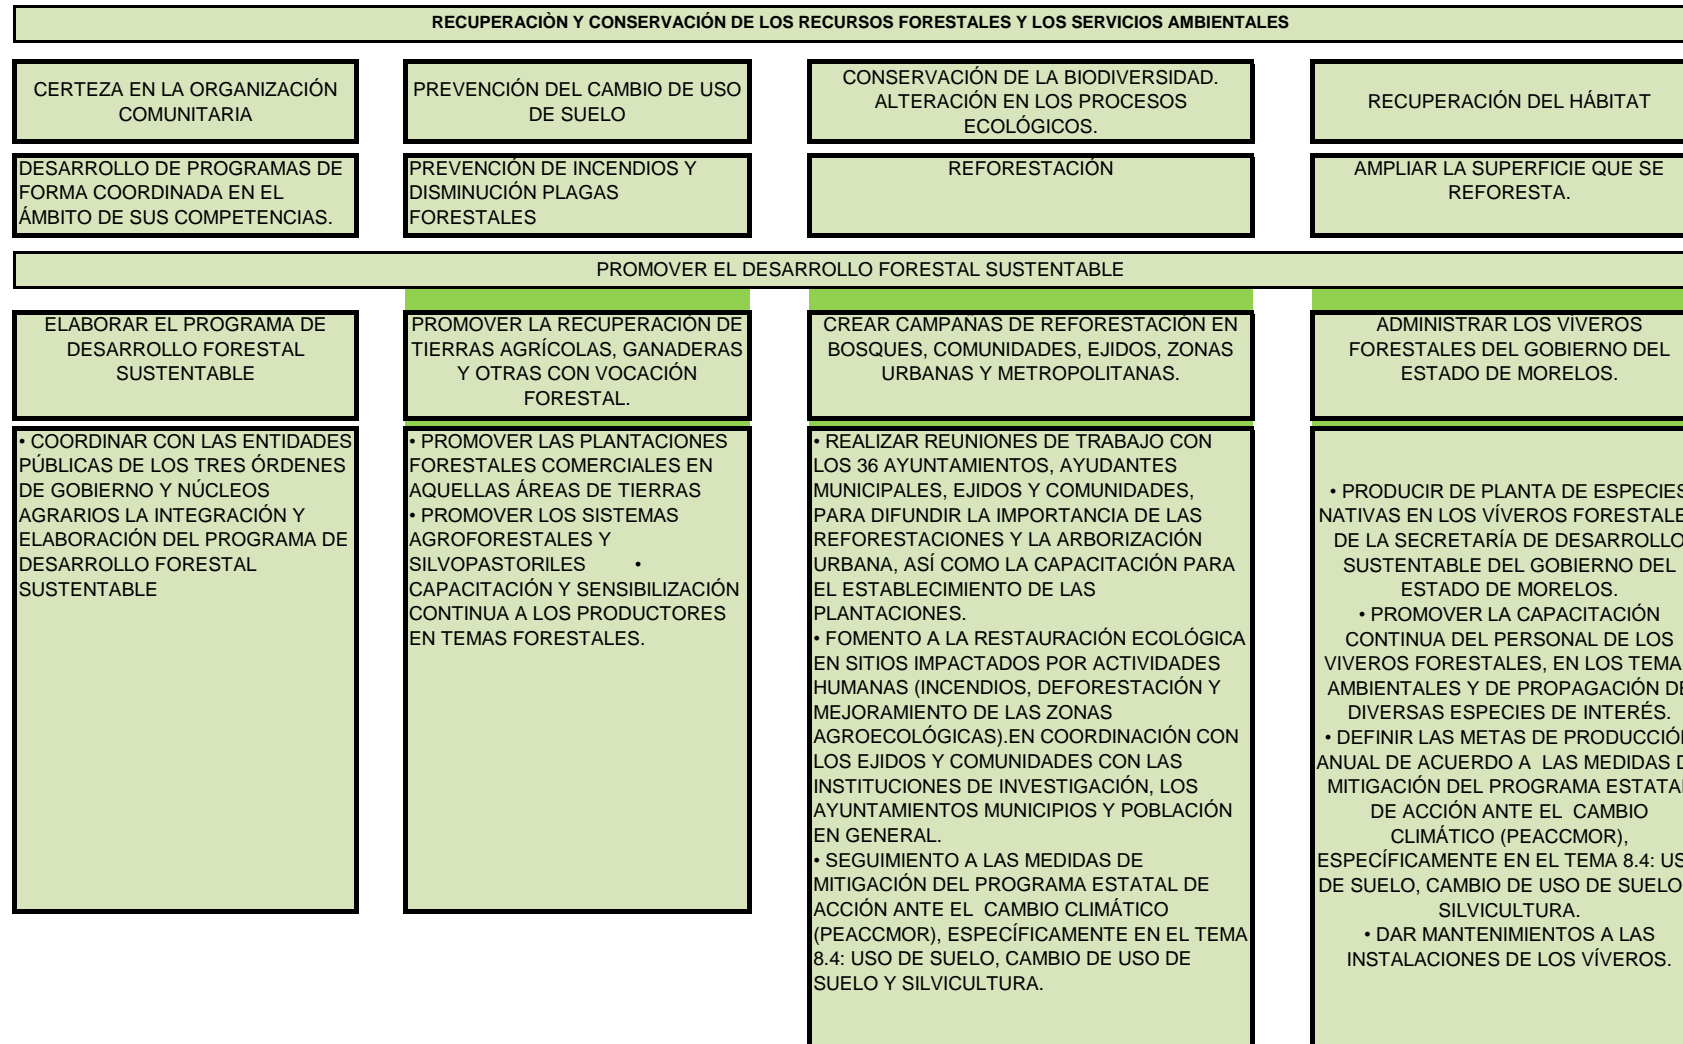 RECUPERACIÒN Y CONSERVACIÓN DE LOS RECURSOS FORESTALES Y LOS SERVICIOS AMBIENTALES
CERTEZA EN LA ORGANIZACIÓN
COMUNITARIA
PREVENCIÓN DEL CAMBIO DE USO
DE SUELO
CONSERVACIÓN DE LA BIODIVERSIDAD.
ALTERACIÓN EN LOS PROCESOS
ECOLÓGICOS.
RECUPERACIÓN DEL HÁBITAT
DESARROLLO DE PROGRAMAS DE
FORMA COORDINADA EN EL
ÁMBITO DE SUS COMPETENCIAS.
PREVENCIÓN DE INCENDIOS Y
DISMINUCIÓN PLAGAS
FORESTALES
REFORESTACIÓN
AMPLIAR LA SUPERFICIE QUE SE
REFORESTA.
PROMOVER EL DESARROLLO FORESTAL SUSTENTABLE
ELABORAR EL PROGRAMA DE
DESARROLLO FORESTAL
SUSTENTABLE
PROMOVER LA RECUPERACIÓN DE
TIERRAS AGRÍCOLAS, GANADERAS
Y OTRAS CON VOCACIÓN
FORESTAL.
CREAR CAMPAÑAS DE REFORESTACIÓN EN
BOSQUES, COMUNIDADES, EJIDOS, ZONAS
URBANAS Y METROPOLITANAS.
ADMINISTRAR LOS VÍVEROS
FORESTALES DEL GOBIERNO DEL
ESTADO DE MORELOS.
• COORDINAR CON LAS ENTIDADES
PÚBLICAS DE LOS TRES ÓRDENES
DE GOBIERNO Y NÚCLEOS
AGRARIOS LA INTEGRACIÓN Y
ELABORACIÓN DEL PROGRAMA DE
DESARROLLO FORESTAL
SUSTENTABLE
• PROMOVER LAS PLANTACIONES
FORESTALES COMERCIALES EN
AQUELLAS ÁREAS DE TIERRAS
• PROMOVER LOS SISTEMAS
AGROFORESTALES Y
SILVOPASTORILES •
CAPACITACIÓN Y SENSIBILIZACIÓN
CONTINUA A LOS PRODUCTORES
EN TEMAS FORESTALES.
• REALIZAR REUNIONES DE TRABAJO CON
LOS 36 AYUNTAMIENTOS, AYUDANTES
MUNICIPALES, EJIDOS Y COMUNIDADES,
PARA DIFUNDIR LA IMPORTANCIA DE LAS
REFORESTACIONES Y LA ARBORIZACIÓN
URBANA, ASÍ COMO LA CAPACITACIÓN PARA
EL ESTABLECIMIENTO DE LAS
PLANTACIONES.
• FOMENTO A LA RESTAURACIÓN ECOLÓGICA
EN SITIOS IMPACTADOS POR ACTIVIDADES
HUMANAS (INCENDIOS, DEFORESTACIÓN Y
MEJORAMIENTO DE LAS ZONAS
AGROECOLÓGICAS).EN COORDINACIÓN CON
LOS EJIDOS Y COMUNIDADES CON LAS
INSTITUCIONES DE INVESTIGACIÓN, LOS
AYUNTAMIENTOS MUNICIPIOS Y POBLACIÓN
EN GENERAL.
• SEGUIMIENTO A LAS MEDIDAS DE
MITIGACIÓN DEL PROGRAMA ESTATAL DE
ACCIÓN ANTE EL CAMBIO CLIMÁTICO
(PEACCMOR), ESPECÍFICAMENTE EN EL TEMA
8.4: USO DE SUELO, CAMBIO DE USO DE
SUELO Y SILVICULTURA.
• PRODUCIR DE PLANTA DE ESPECIES
NATIVAS EN LOS VÍVEROS
DE LA SECRETARÍA DE DESARROLLO
SUSTENTABLE DEL GOBIERNO DEL
ESTADO DE MORELOS.
• PROMOVER LA CAPACITACIÓN
CONTINUA DEL PERSONAL DE LOS
VIVEROS FORESTALES, EN LOS
AMBIENTALES Y DE PROPAGACIÓN
DIVERSAS ESPECIES DE INTERÉS.
• DEFINIR LAS METAS DE
ANUAL DE ACUERDO A LAS MEDIDAS
MITIGACIÓN DEL PROGRAMA
DE ACCIÓN ANTE EL CAMBIO
CLIMÁTICO (PEACCMOR),
ESPECÍFICAMENTE EN EL TEMA 8.4:
DE SUELO, CAMBIO DE USO DE SUELO
SILVICULTURA.
• DAR MANTENIMIENTOS A LAS
INSTALACIONES DE LOS VÍVEROS.